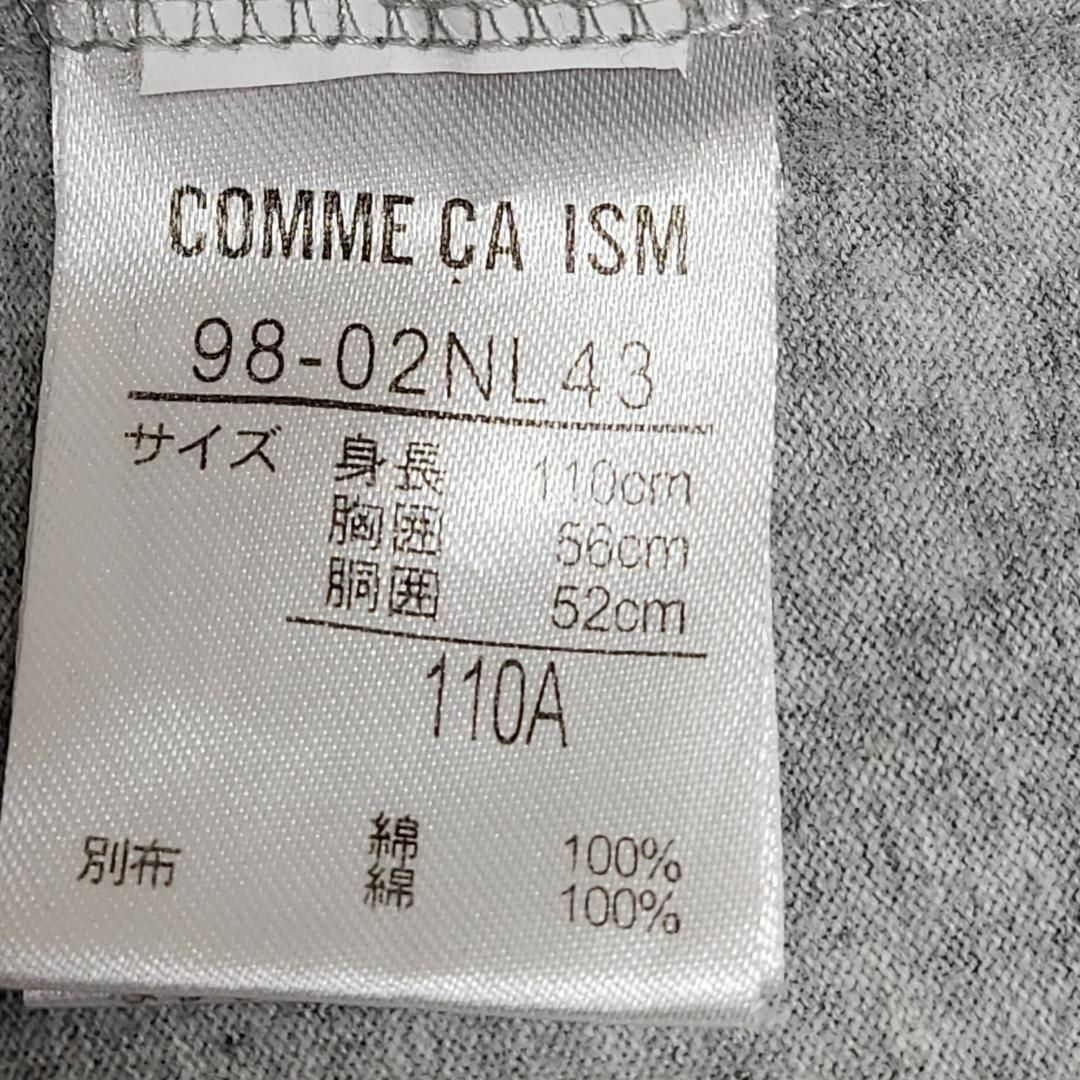 COMME ÇA ISM
98-02NL43
サイズ 身長 110cm
胸囲 56cm
胴囲 52cm
110A
綿 100%
別布 綿 100%